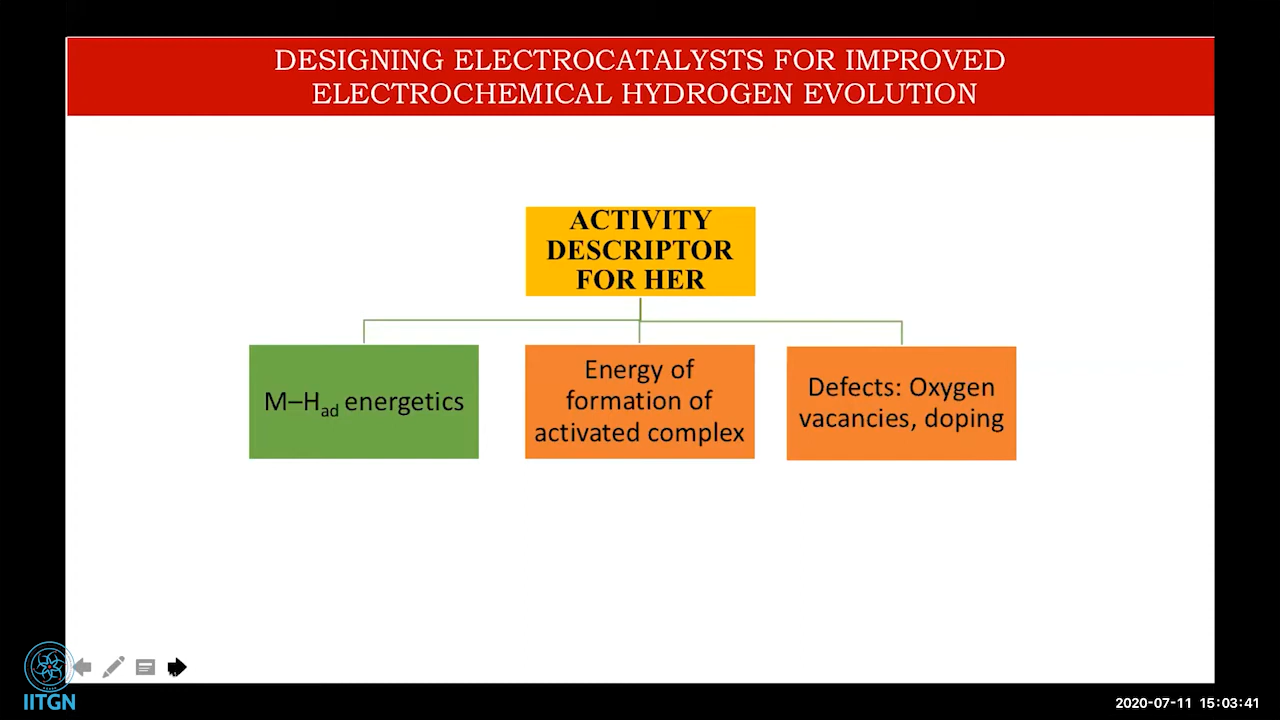 DESIGNING ELECTROCATALYSTS FOR IMPROVED
ELECTROCHEMICAL HYDROGEN EVOLUTION
ACTIVITY
DESCRIPTOR
FOR HER
M–Had energetics
Energy of
formation of
activated complex
Defects: Oxygen
vacancies, doping
IITGN
2020-07-11 15:03:41